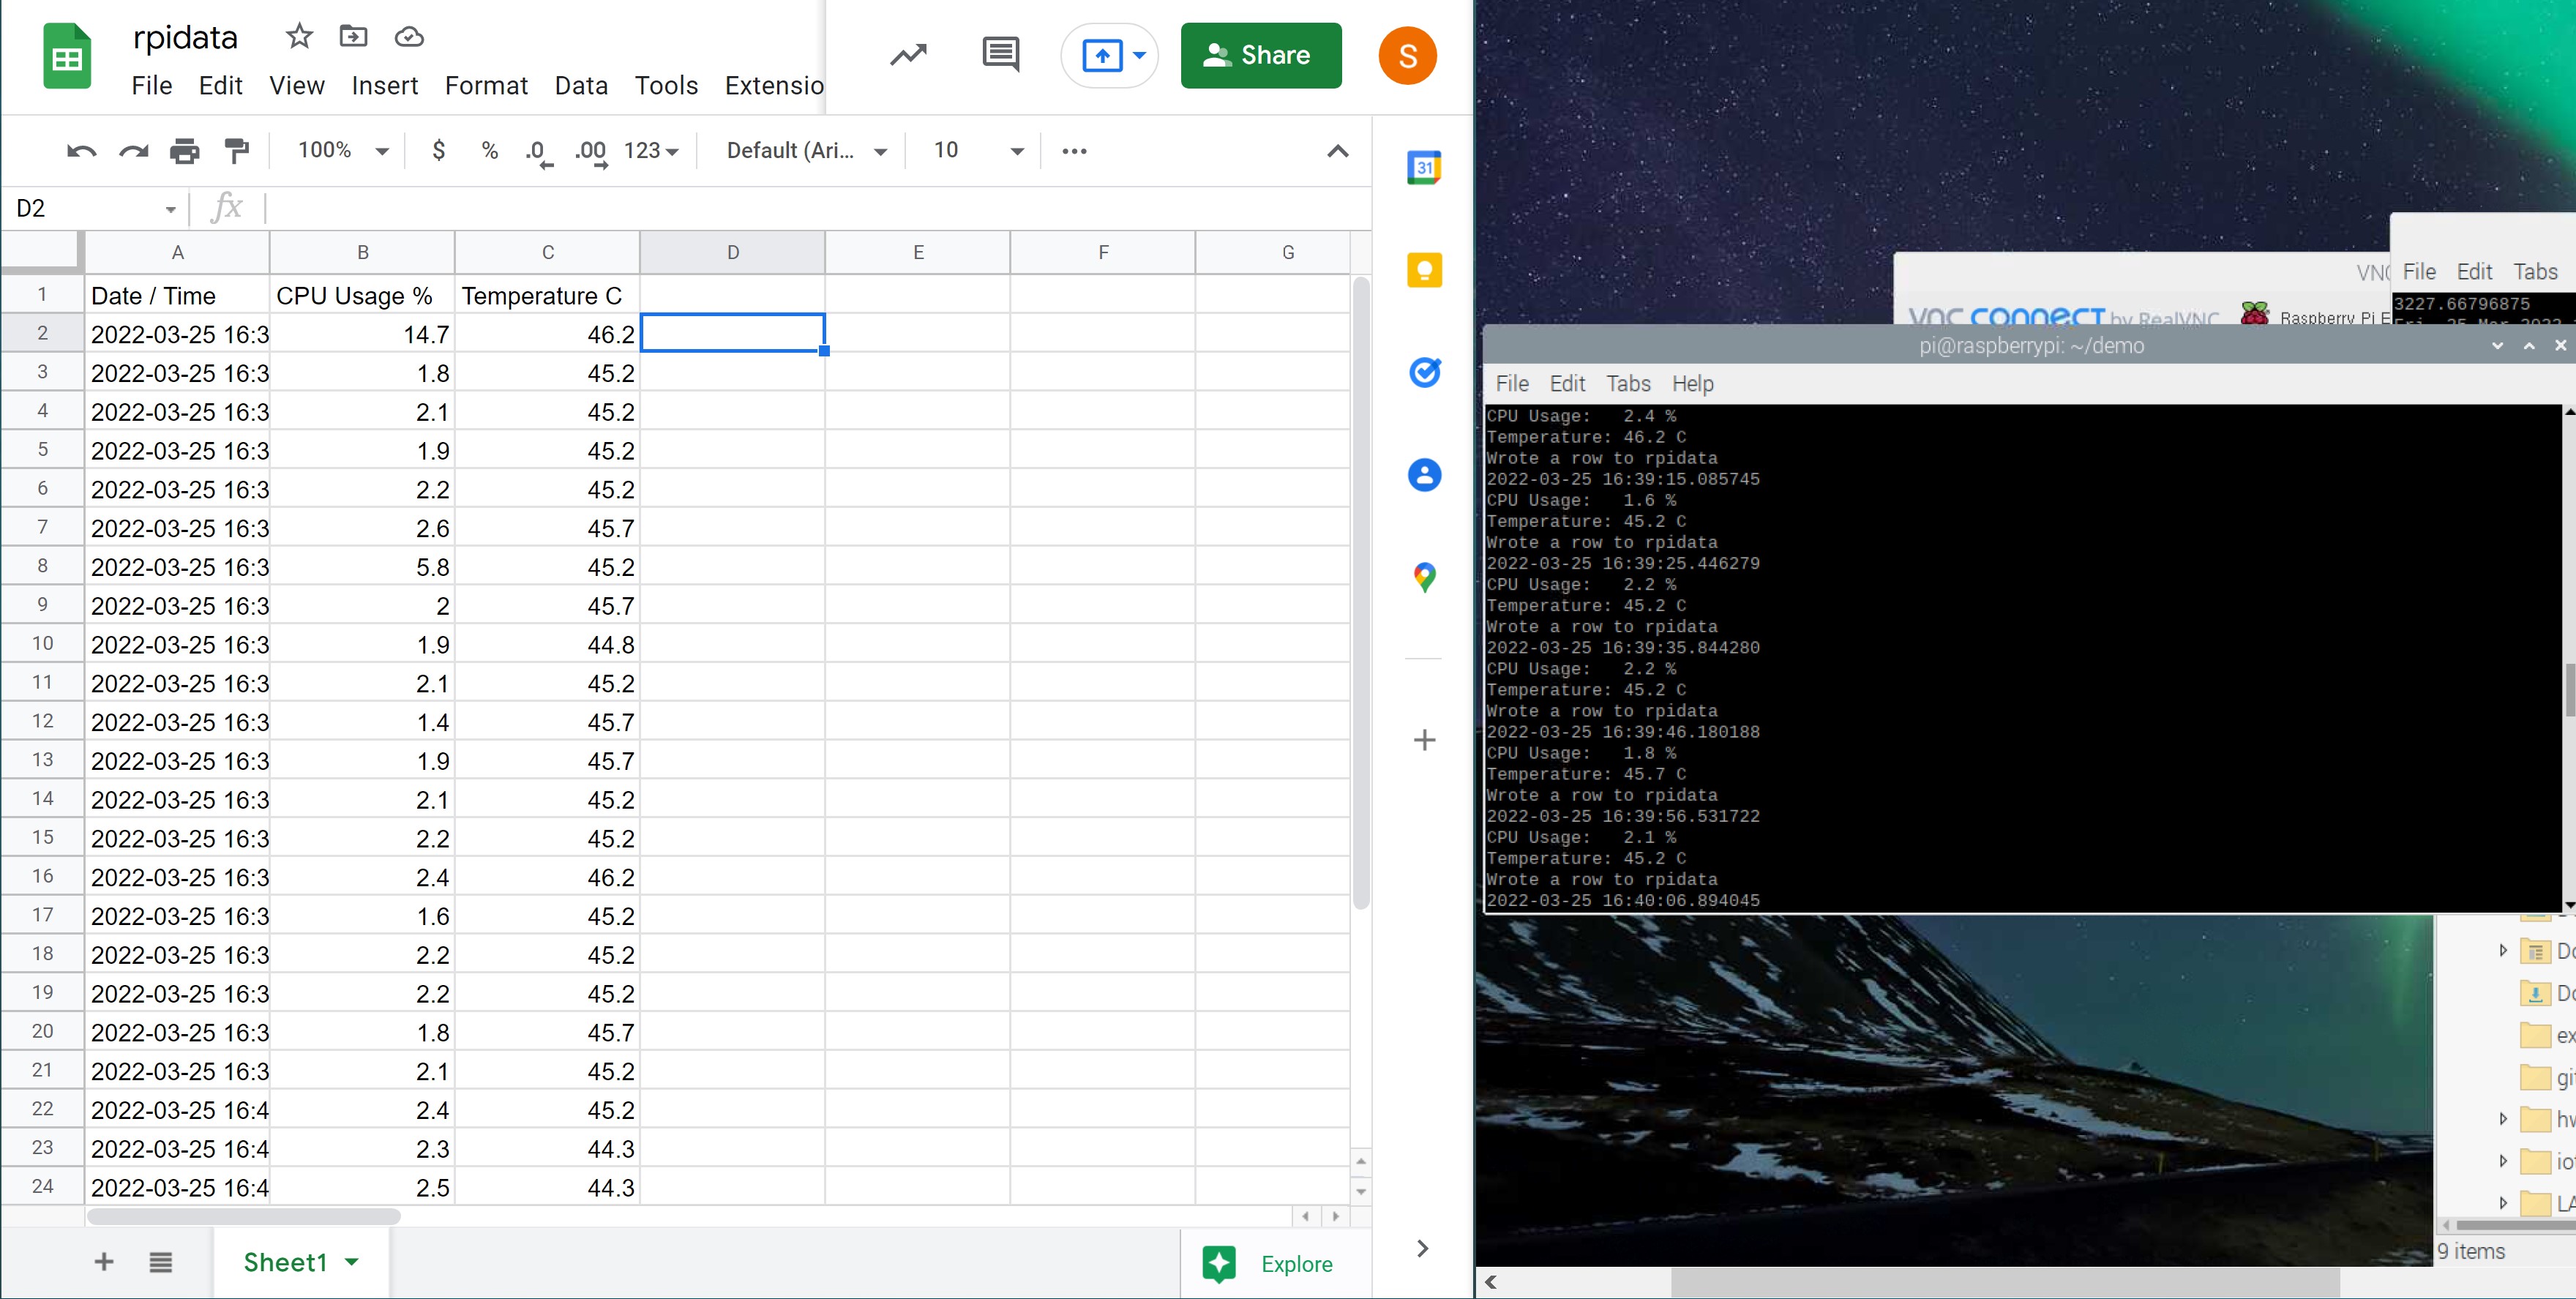 rpidata
File Edit View Insert Format Data Tools Extensio
Share
S
100% $ % .0 .00 123 Default (Ari... 10
31
D2 fx
A B C D E F G
1 Date / Time CPU Usage % Temperature C
2 2022-03-25 16:3 14.7 46.2
3 2022-03-25 16:3 1.8 45.2
4 2022-03-25 16:3 2.1 45.2
5 2022-03-25 16:3 1.9 45.2
6 2022-03-25 16:3 2.2 45.2
7 2022-03-25 16:3 2.6 45.7
8 2022-03-25 16:3 5.8 45.2
9 2022-03-25 16:3 2 45.7
10 2022-03-25 16:3 1.9 44.8
11 2022-03-25 16:3 2.1 45.2
12 2022-03-25 16:3 1.4 45.7
13 2022-03-25 16:3 1.9 45.7
14 2022-03-25 16:3 2.1 45.2
15 2022-03-25 16:3 2.2 45.2
16 2022-03-25 16:3 2.4 46.2
17 2022-03-25 16:3 1.6 45.2
18 2022-03-25 16:3 2.2 45.2
19 2022-03-25 16:3 2.2 45.2
20 2022-03-25 16:3 1.8 45.7
21 2022-03-25 16:3 2.1 45.2
22 2022-03-25 16:4 2.4 45.2
23 2022-03-25 16:4 2.3 44.3
24 2022-03-25 16:4 2.5 44.3
Sheet1
Explore
VNC
File Edit Tabs
3227.66796875
VNC CONNECT by RealVNC Raspberry Pi E
pi@raspberrypi: ~/demo
File Edit Tabs Help
CPU Usage: 2.4 %
Temperature: 46.2 C
Wrote a row to rpidata
2022-03-25 16:39:15.085745
CPU Usage: 1.6 %
Temperature: 45.2 C
Wrote a row to rpidata
2022-03-25 16:39:25.446279
CPU Usage: 2.2 %
Temperature: 45.2 C
Wrote a row to rpidata
2022-03-25 16:39:35.844280
CPU Usage: 2.2 %
Temperature: 45.2 C
Wrote a row to rpidata
2022-03-25 16:39:46.180188
CPU Usage: 1.8 %
Temperature: 45.7 C
Wrote a row to rpidata
2022-03-25 16:39:56.531722
CPU Usage: 2.1 %
Temperature: 45.2 C
Wrote a row to rpidata
2022-03-25 16:40:06.894045
Do
Do
ex
gi
hw
io
LA
9 items